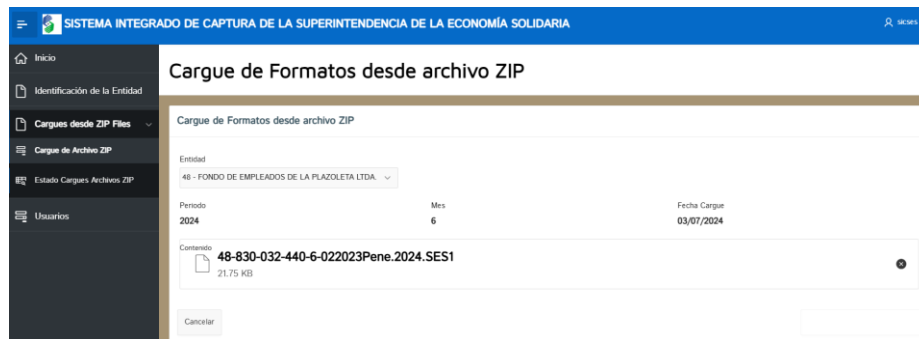 SISTEMA INTEGRADO DE CAPTURA DE LA SUPERINTENDENCIA DE LA ECONOMÍA SOLIDARIA
sicses
Inicio
Identificación de la Entidad
Cargues desde ZIP Files
Cargue de Archivo ZIP
Estado Cargues Archivos ZIP
Usuarios
Cargue de Formatos desde archivo ZIP
Cargue de Formatos desde archivo ZIP
Entidad
48 - FONDO DE EMPLEADOS DE LA PLAZOLETA LTDA.
Periodo Mes Fecha Cargue
2024 6 03/07/2024
Contenido
48-830-032-440-6-022023Pene.2024.SES1
21.75 KB
Cancelar